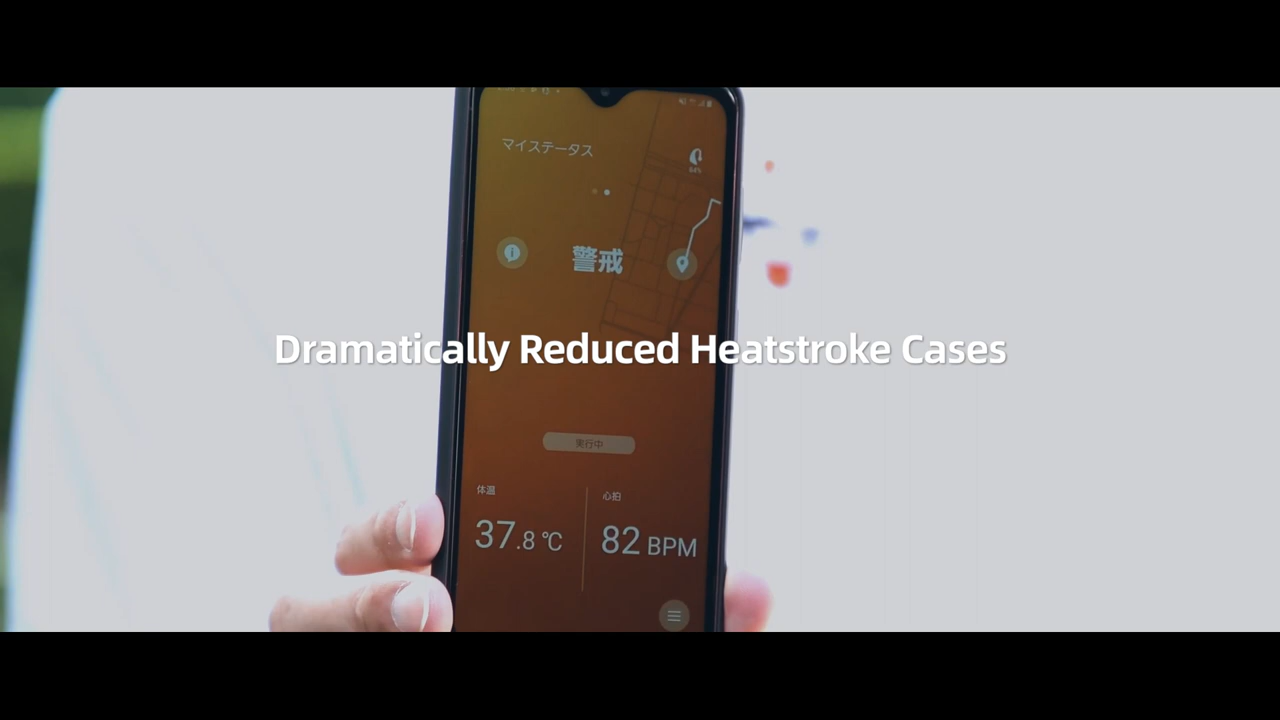 マイステータス
64%
警戒
Dramatically Reduced Heatstroke Cases
実行中
体温
心拍
37.8 ℃
82 BPM